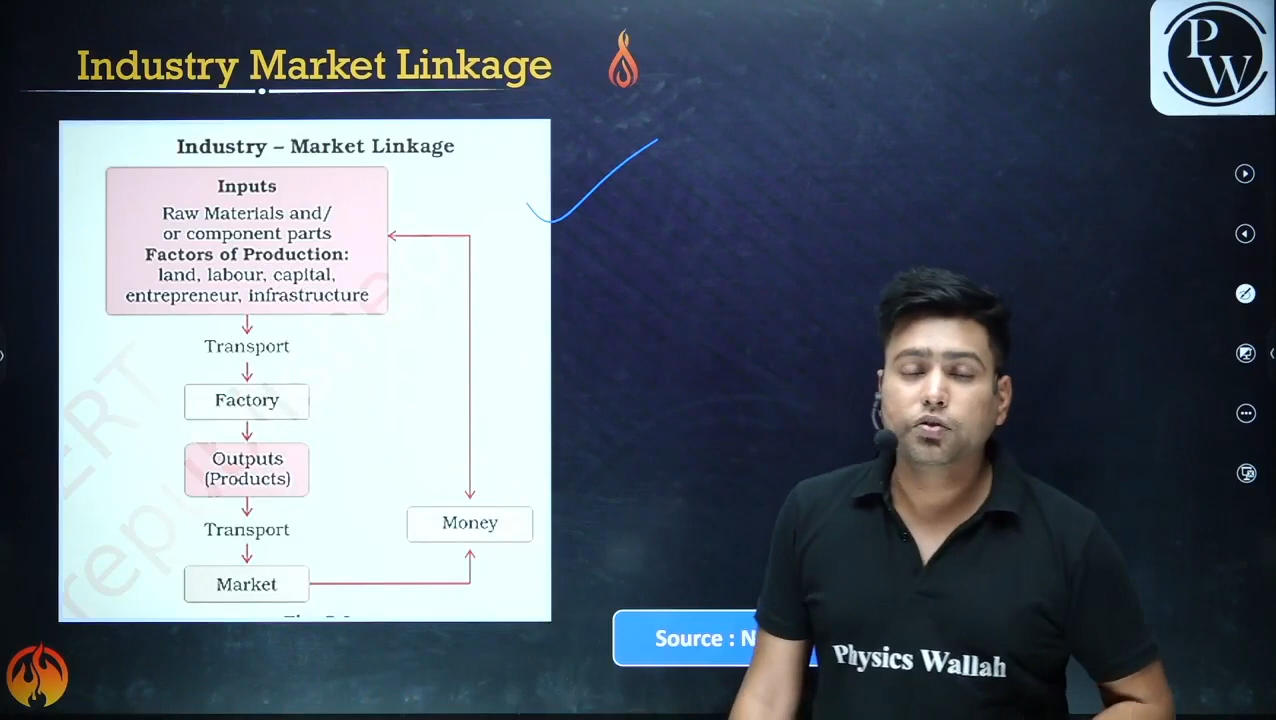 Industry Market Linkage
P
W
Industry – Market Linkage
Inputs
Raw Materials and/
or component parts
Factors of Production:
land, labour, capital,
entrepreneur, infrastructure
Transport
Factory
Outputs
(Products)
Transport
Market
Money
Source : N
Physics Wallah